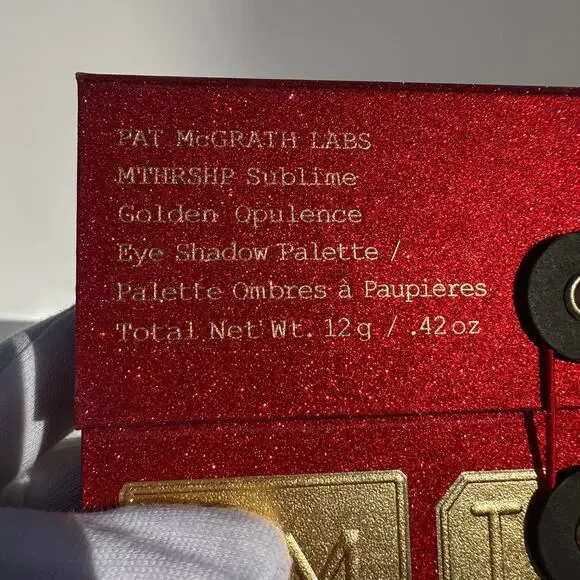 PAT McGRATH LABS
MTHRSHP Sublime
Golden Opulence
Eye Shadow Palette /
Palette Ombres à Paupières
Total Net Wt. 12g / .42oz
M T